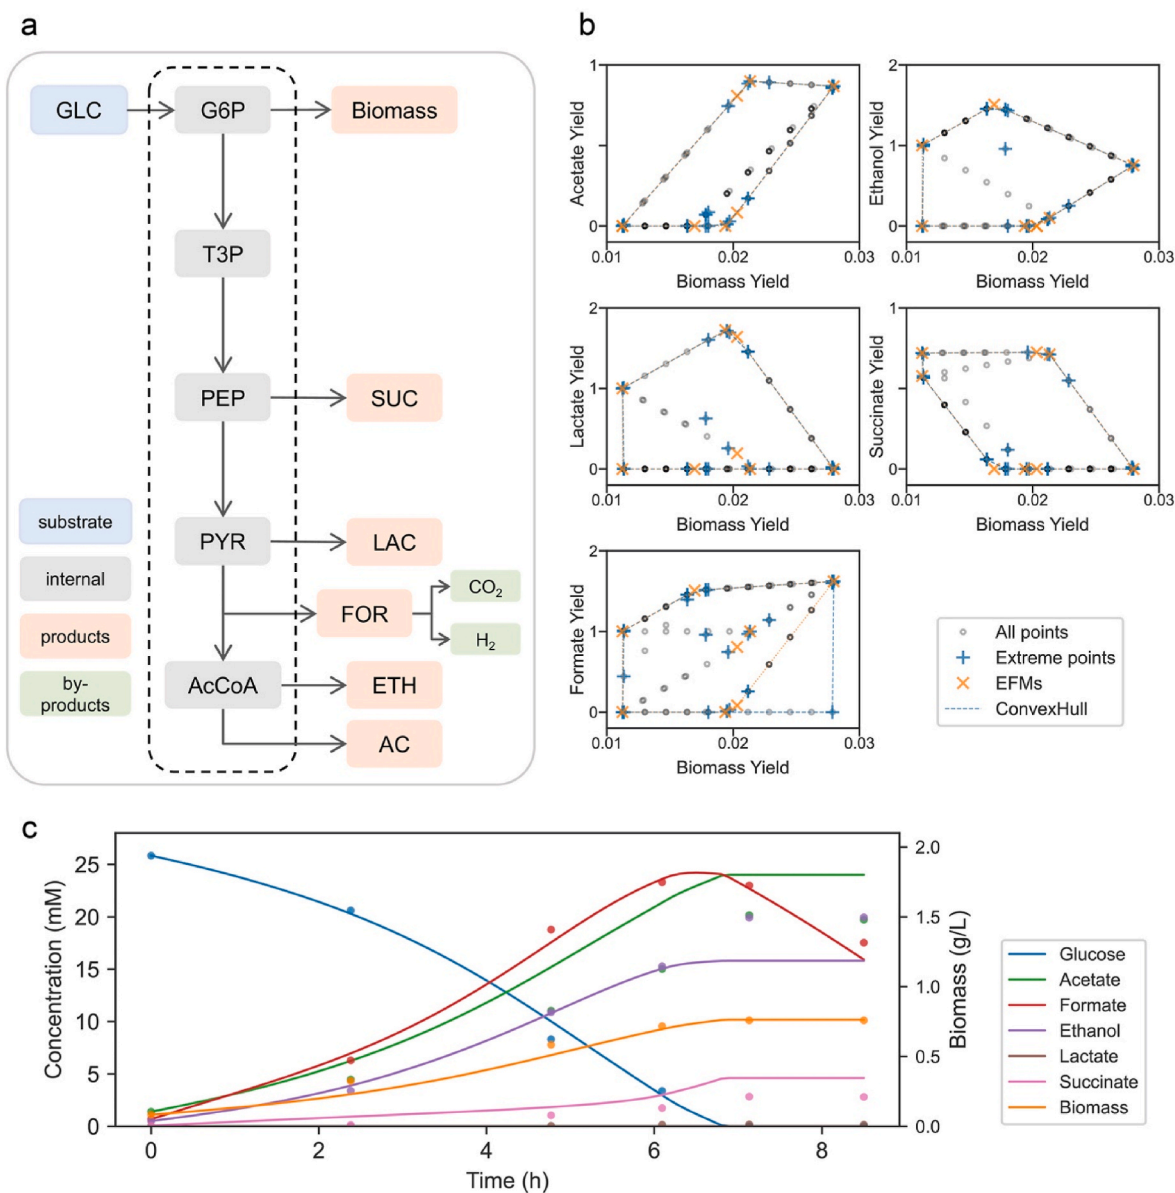 a
GLC
G6P
Biomass
T3P
PEP
SUC
substrate
PYR
LAC
internal
FOR
CO2
H2
products
by-
products
AcCoA
ETH
AC
b
1
0
Acetate Yield
0.01
0.02
0.03
Biomass Yield
2
1
0
Ethanol Yield
0.01
0.02
0.03
Biomass Yield
2
1
0
Lactate Yield
0.01
0.02
0.03
Biomass Yield
1
0
Succinate Yield
0.01
0.02
0.03
Biomass Yield
2
1
0
Formate Yield
0.01
0.02
0.03
Biomass Yield
All points
Extreme points
EFMs
ConvexHull
c
25
20
15
10
5
0
Concentration (mM)
0
2
4
6
8
Time (h)
2.0
1.5
1.0
0.5
0.0
Biomass (g/L)
Glucose
Acetate
Formate
Ethanol
Lactate
Succinate
Biomass